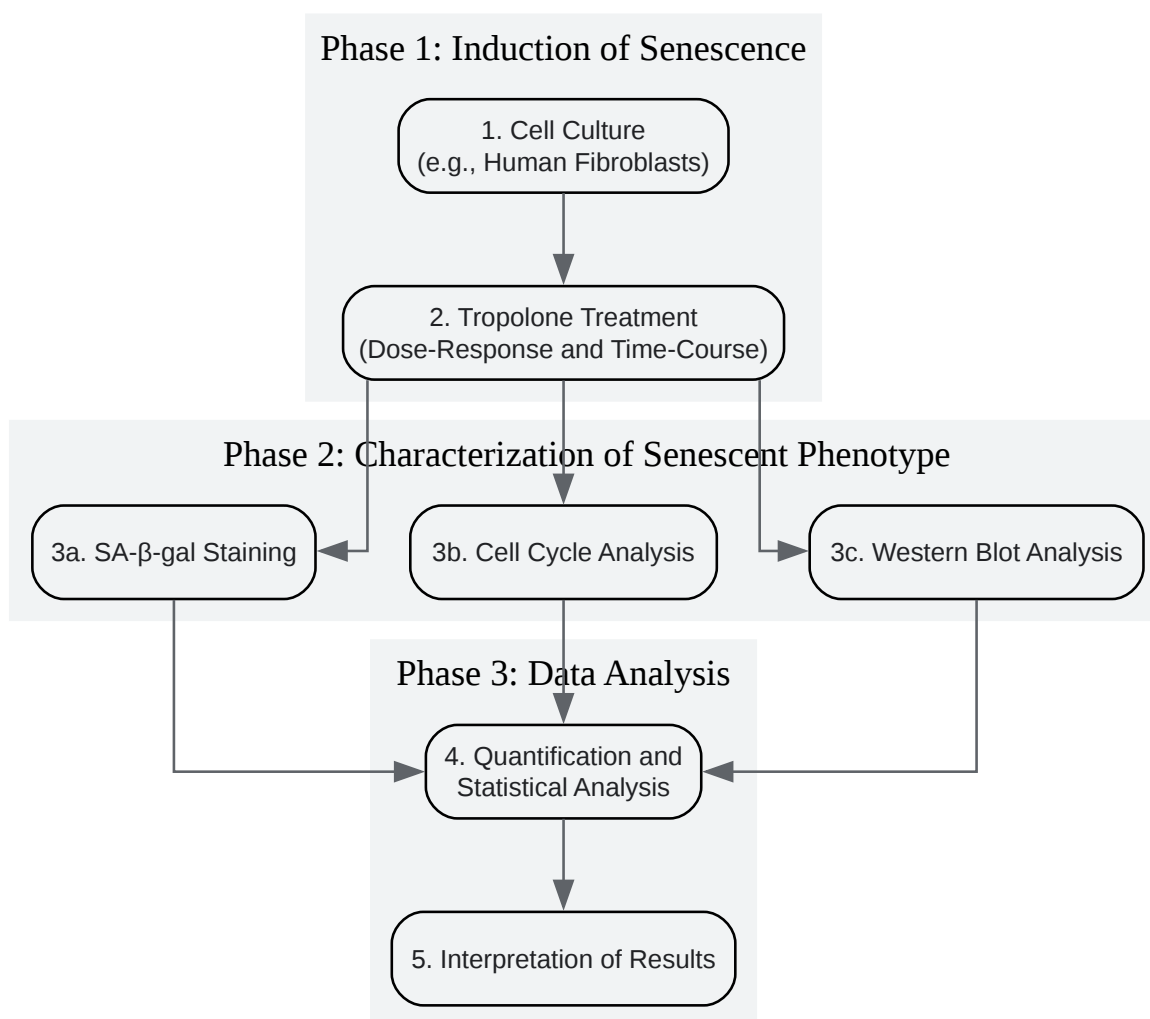 Phase 1: Induction of Senescence
1. Cell Culture
(e.g., Human Fibroblasts)
2. Tropolone Treatment
(Dose-Response and Time-Course)
Phase 2: Characterization of Senescent Phenotype
3a. SA-β-gal Staining
3b. Cell Cycle Analysis
3c. Western Blot Analysis
Phase 3: Data Analysis
4. Quantification and
Statistical Analysis
5. Interpretation of Results